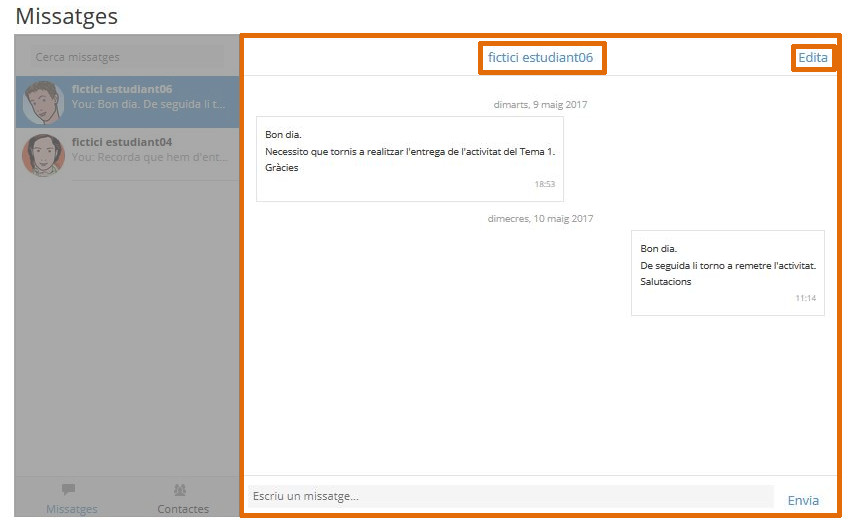 Missatges
Cerca missatges
fictici estudiant06
You: Bon dia. De seguida li t...
fictici estudiant04
You: Recorda que hem d'ent...
Missatges
Contactes
fictici estudiant06
Edita
dimarts, 9 maig 2017
Bon dia.
Necessito que tornis a realitzar l'entrega de l'activitat del Tema 1.
Gràcies
18:53
dimecres, 10 maig 2017
Bon dia.
De seguida li torno a remetre l'activitat.
Salutacions
11:14
Escriu un missatge...
Envia